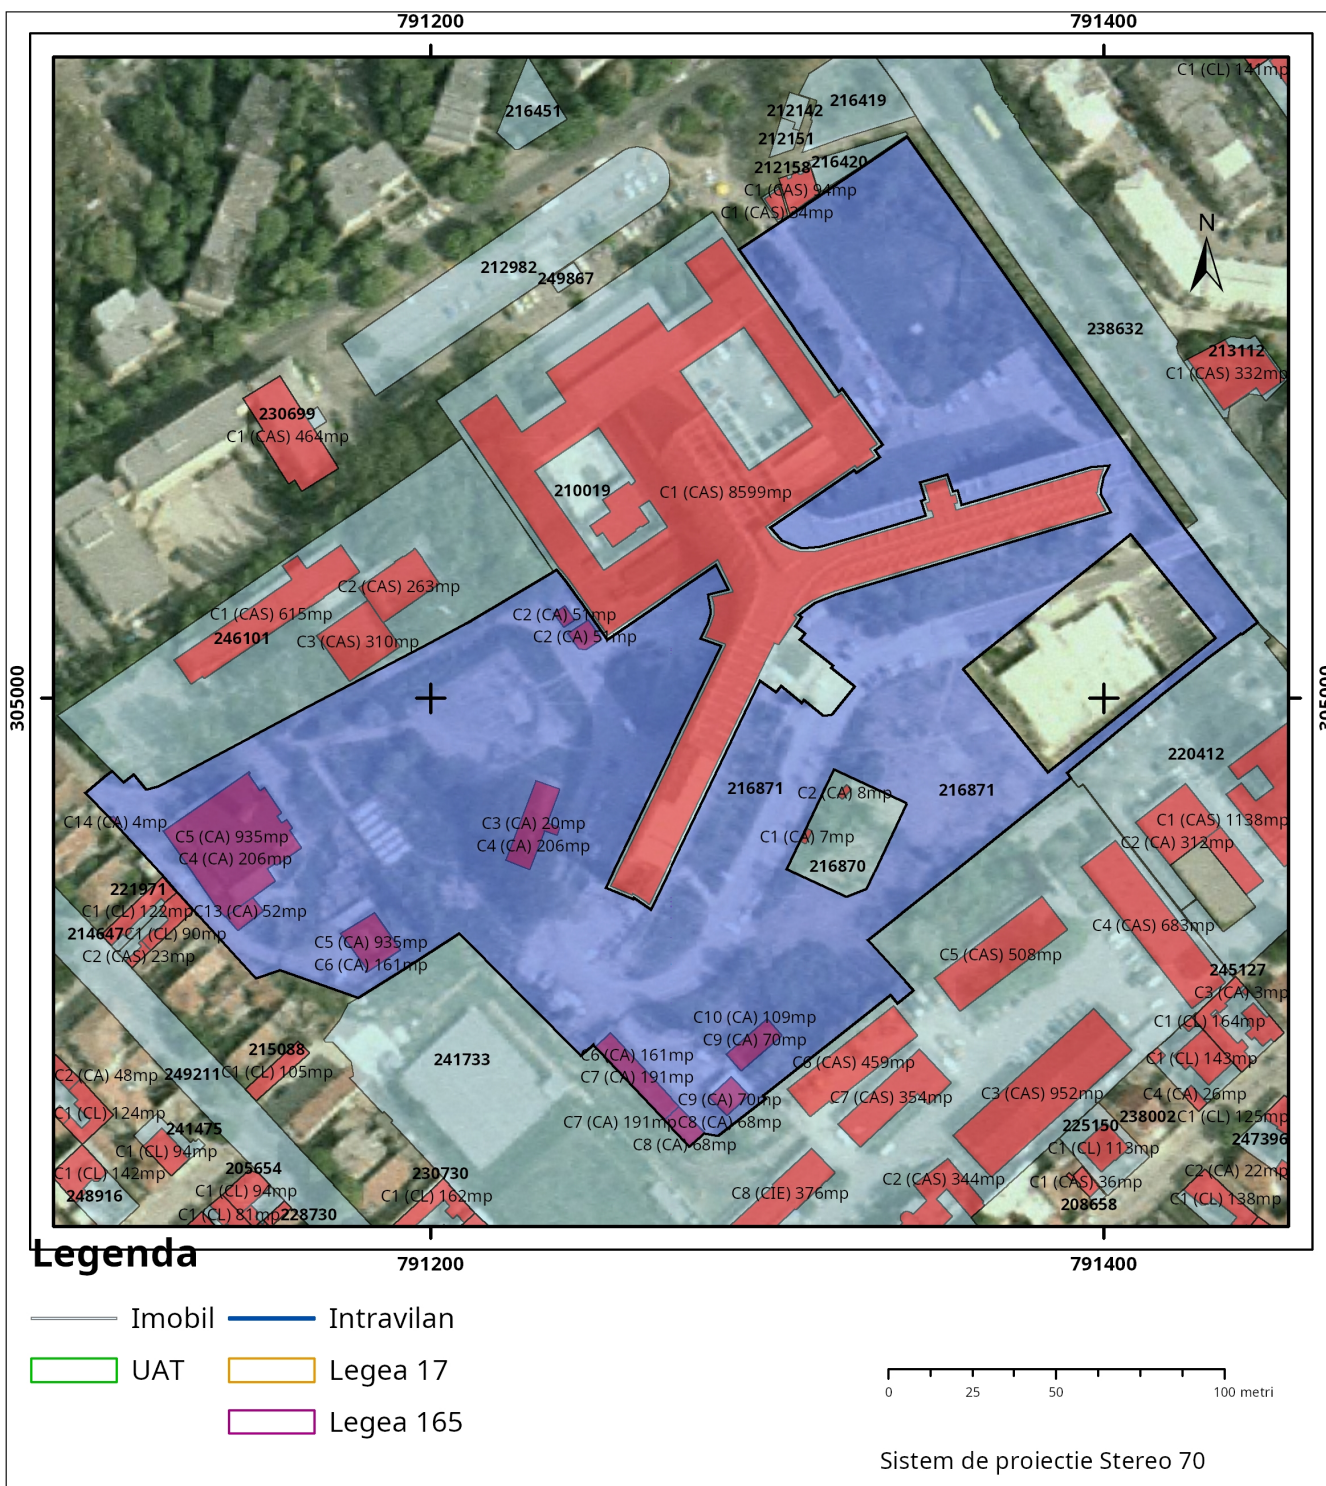 791200
791400
C1 (CL) 141mp
216451
212142
216419
212151
212158
216420
C1 (CAS) 94mp
C1 (CAS) 34mp
N
212982
249867
238632
213112
C1 (CAS) 332mp
230699
C1 (CAS) 464mp
210019
C1 (CAS) 8599mp
C2 (CAS) 263mp
C1 (CAS) 615mp
246101
C3 (CAS) 310mp
C2 (CA) 51mp
C2 (CA) 51mp
305000
220412
216871
216871
C2 (CA) 8mp
C1 (CA) 7mp
216870
C14 (CA) 4mp
C5 (CA) 935mp
C4 (CA) 206mp
C3 (CA) 20mp
C4 (CA) 206mp
C1 (CAS) 1138mp
C2 (CA) 312mp
221971
C1 (CL) 122mp
C13 (CA) 52mp
214647
C1 (CL) 90mp
C2 (CAS) 23mp
C5 (CA) 935mp
C6 (CA) 161mp
C4 (CAS) 683mp
C5 (CAS) 508mp
245127
C3 (CA) 3mp
C10 (CA) 109mp
C9 (CA) 70mp
C1 (CL) 164mp
215088
C1 (CL) 105mp
241733
C6 (CA) 161mp
C7 (CA) 191mp
C6 (CAS) 459mp
C1 (CL) 143mp
C2 (CA) 48mp
249211
C9 (CA) 70mp
C7 (CAS) 354mp
C3 (CAS) 952mp
C4 (CA) 26mp
C1 (CL) 124mp
C7 (CA) 191mp
C8 (CA) 68mp
C8 (CA) 68mp
238002
C1 (CL) 125mp
225150
C1 (CL) 113mp
247396
241475
C1 (CL) 94mp
C1 (CL) 142mp
248916
205654
C1 (CL) 94mp
C1 (CL) 81mp
228730
230730
C1 (CL) 162mp
C8 (CIE) 376mp
C2 (CAS) 344mp
C1 (CAS) 36mp
208658
C2 (CA) 22mp
C1 (CL) 138mp
791200
791400
Legenda
Imobil
Intravilan
UAT
Legea 17
Legea 165
0 25 50 100 metri
Sistem de proiectie Stereo 70